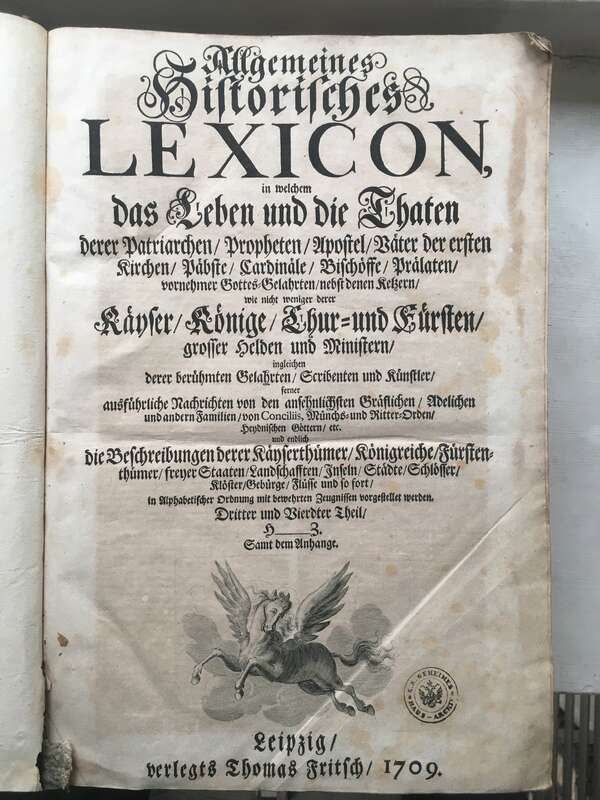 Allgemeines
Historisches
LEXICON,
in welchem
das Leben und die Thaten
derer Patriarchen/ Propheten/ Apostel/ Väter der ersten
Kirchen/ Päbste/ Cardinäle/ Bischöffe/ Prälaten/
vornehmer Gottes-Gelahrten/ nebst denen Ketzern/
wie nicht weniger derer
Käyser/ Könige/ Chur-und Fürsten/
grosser Helden und Ministern/
ingleichen
derer berühmten Gelahrten/ Scribenten und Künstler/
ferner
ausführliche Nachrichten von den ansehnlichsten Gräflichen/ Adelichen
und andern Familien/ von Conciliis, Münchs-und Ritter-Orden/
Heydnischen Göttern/ etc.
und endlich
die Beschreibungen derer Käyserthümer/ Königreiche/ Fürsten-
thümer/ freyer Staaten/ Landschafften/ Inseln/ Städte/ Schlösser/
Klöster/ Gebürge/ Flüsse und so fort/
in Alphabetischer Ordnung mit bewehrten Zeugnissen vorgestellet werden.
Dritter und Vierdter Theil/
H____Z.
Samt dem Anhange.
K.K. GEHEIMES
HAUS-ARCHIV
Leipzig/
verlegts Thomas Fritsch/ 1709.